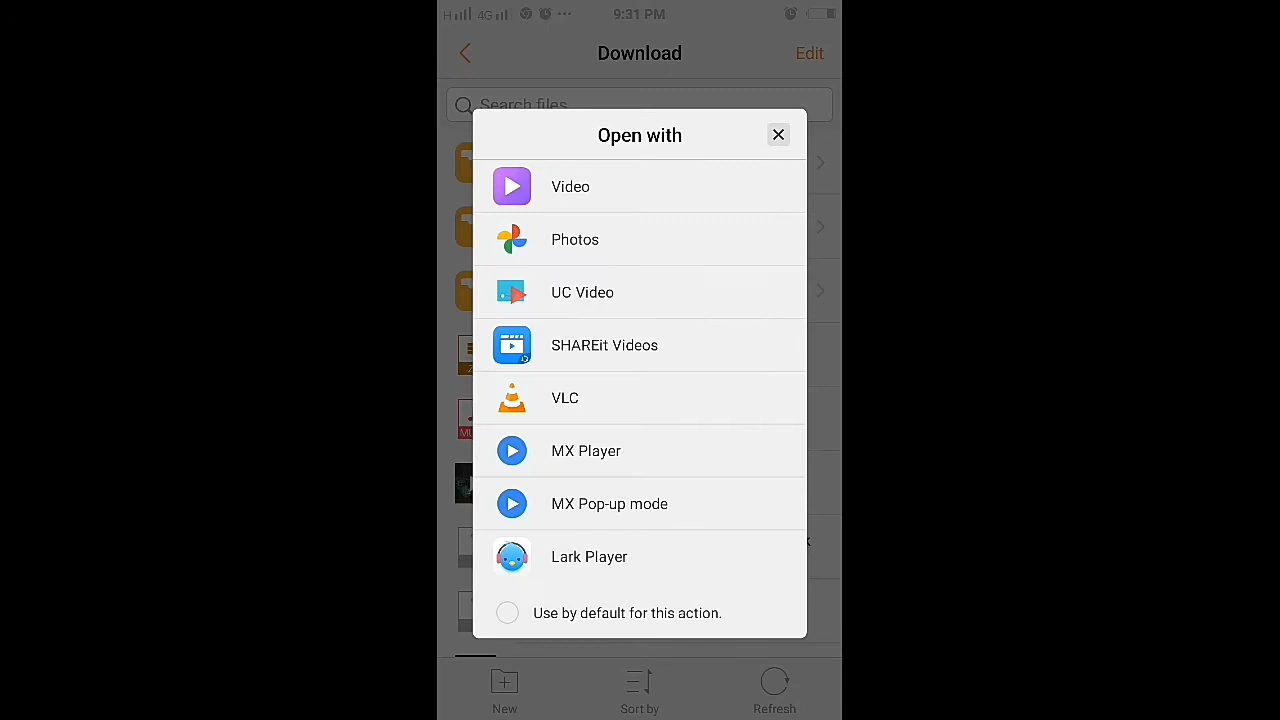 H 4G 9:31 PM
Download Edit
Search files
Open with
Video
Photos
UC Video
SHAREit Videos
VLC
MX Player
MX Pop-up mode
Lark Player
Use by default for this action.
New Sort by Refresh